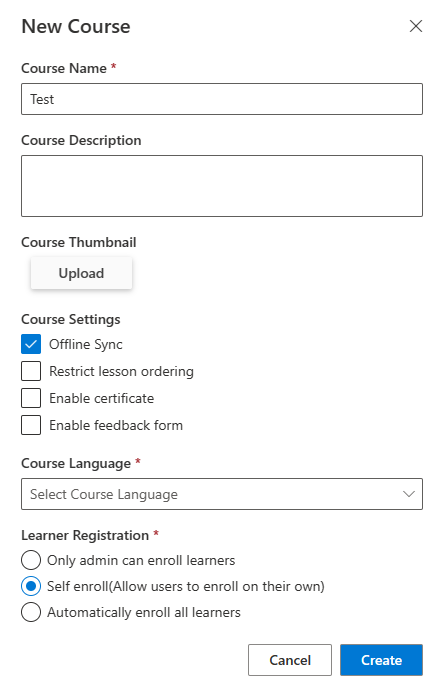 New Course
Course Name *
Test
Course Description
Course Thumbnail
Upload
Course Settings
Offline Sync
Restrict lesson ordering
Enable certificate
Enable feedback form
Course Language *
Select Course Language
Learner Registration *
Only admin can enroll learners
Self enroll(Allow users to enroll on their own)
Automatically enroll all learners
Cancel Create